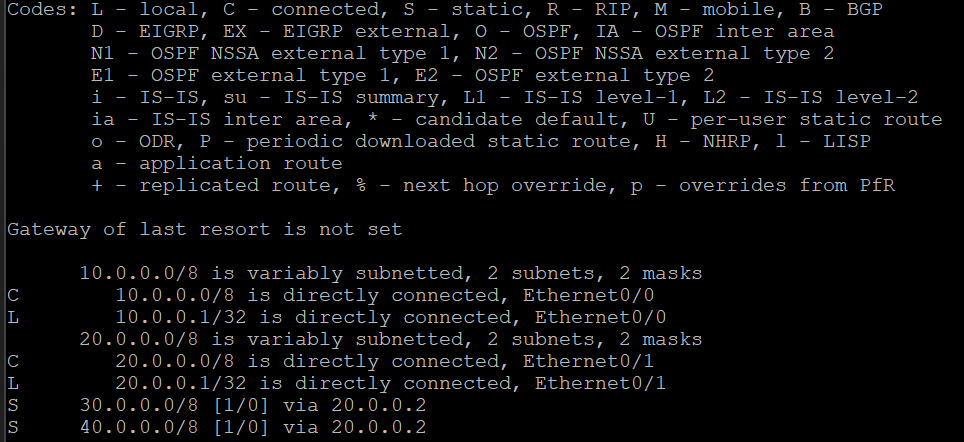 Codes: L - local, C - connected, S - static, R - RIP, M - mobile, B - BGP
       D - EIGRP, EX - EIGRP external, O - OSPF, IA - OSPF inter area
       N1 - OSPF NSSA external type 1, N2 - OSPF NSSA external type 2
       E1 - OSPF external type 1, E2 - OSPF external type 2
       i - IS-IS, su - IS-IS summary, L1 - IS-IS level-1, L2 - IS-IS level-2
       ia - IS-IS inter area, * - candidate default, U - per-user static route
       o - ODR, P - periodic downloaded static route, H - NHRP, l - LISP
       a - application route
       + - replicated route, % - next hop override, p - overrides from PfR
Gateway of last resort is not set
      10.0.0.0/8 is variably subnetted, 2 subnets, 2 masks
C        10.0.0.0/8 is directly connected, Ethernet0/0
L        10.0.0.1/32 is directly connected, Ethernet0/0
      20.0.0.0/8 is variably subnetted, 2 subnets, 2 masks
C        20.0.0.0/8 is directly connected, Ethernet0/1
L        20.0.0.1/32 is directly connected, Ethernet0/1
S     30.0.0.0/8 [1/0] via 20.0.0.2
S     40.0.0.0/8 [1/0] via 20.0.0.2